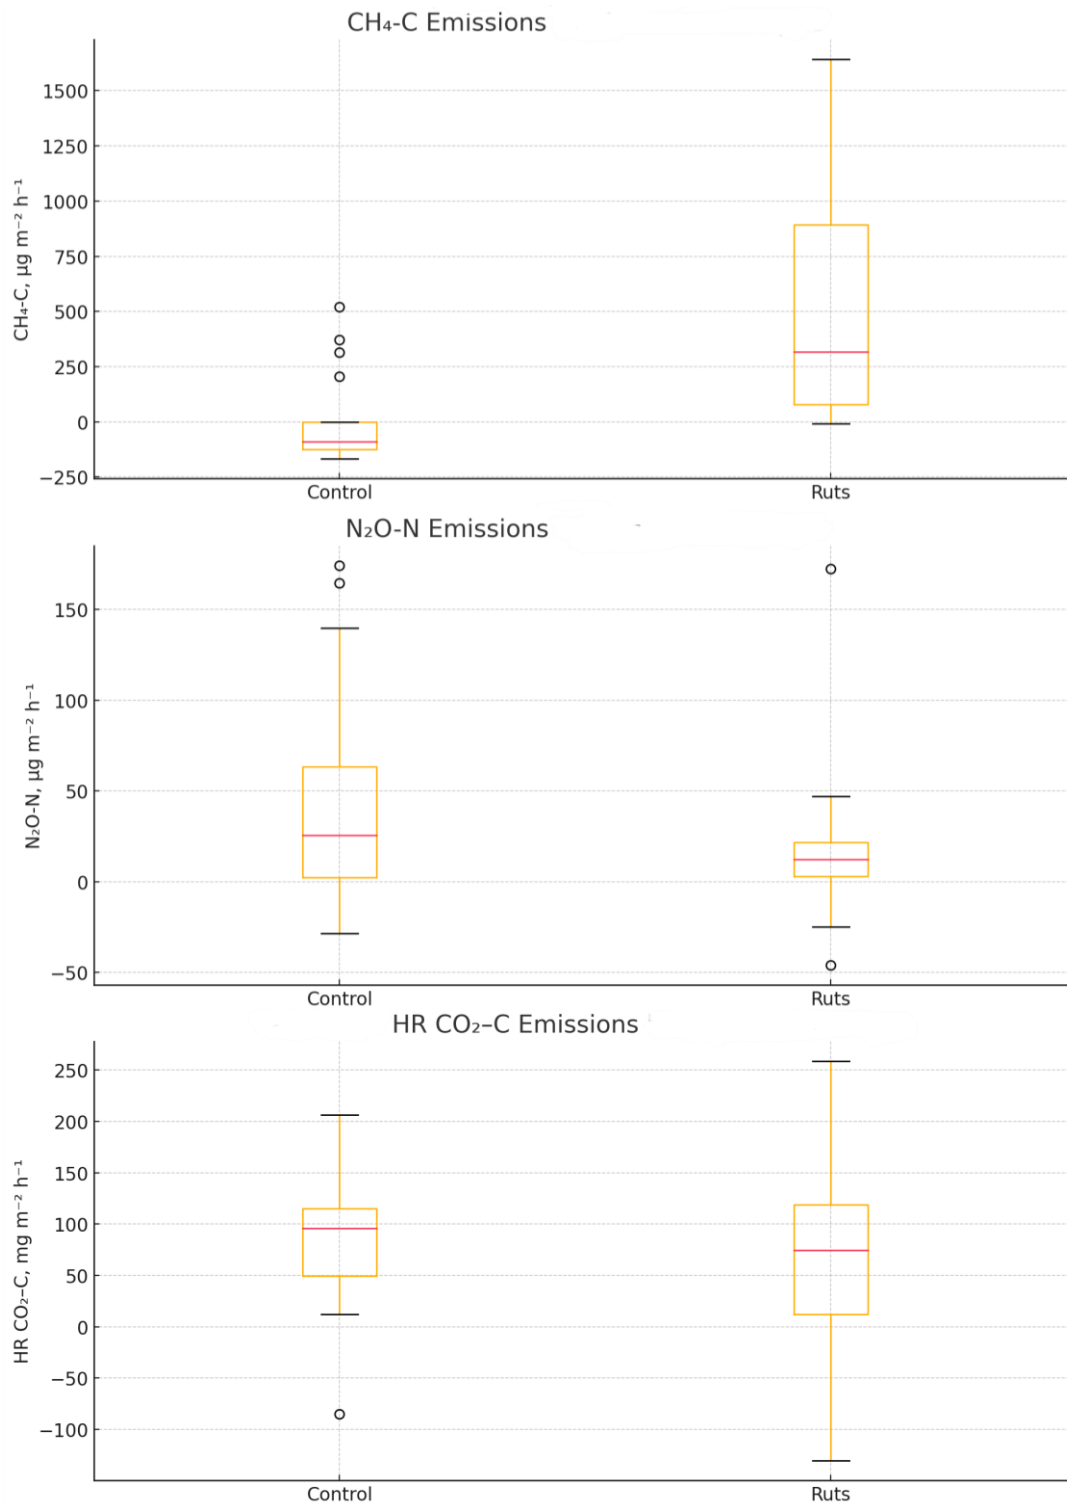 CH₄-C Emissions
CH₄-C, µg m⁻² h⁻¹
1500
1250
1000
750
500
250
0
−250
Control
Ruts
N₂O-N Emissions
N₂O-N, µg m⁻² h⁻¹
150
100
50
0
−50
Control
Ruts
HR CO₂–C Emissions
HR CO₂–C, mg m⁻² h⁻¹
250
200
150
100
50
0
−50
−100
Control
Ruts